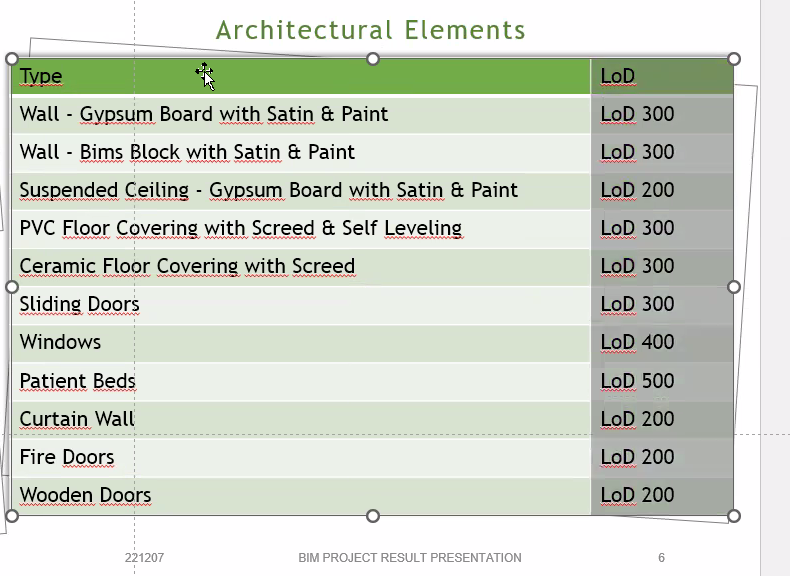 Architectural Elements
Type LoD
Wall - Gypsum Board with Satin & Paint LoD 300
Wall - Bims Block with Satin & Paint LoD 300
Suspended Ceiling - Gypsum Board with Satin & Paint LoD 200
PVC Floor Covering with Screed & Self Leveling LoD 300
Ceramic Floor Covering with Screed LoD 300
Sliding Doors LoD 300
Windows LoD 400
Patient Beds LoD 500
Curtain Wall LoD 200
Fire Doors LoD 200
Wooden Doors LoD 200
221207 BIM PROJECT RESULT PRESENTATION 6